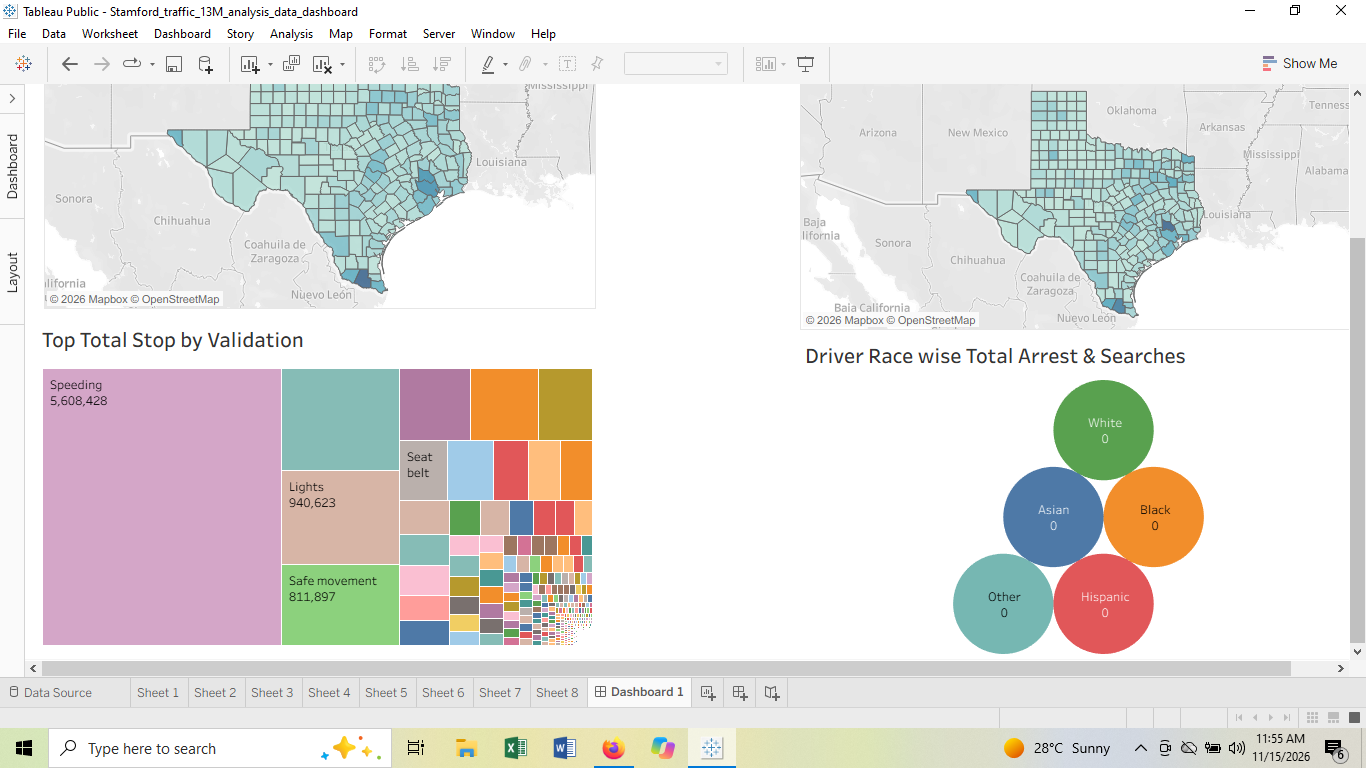 Tableau Public - Stamford_traffic_13M_analysis_data_dashboard
File Data Worksheet Dashboard Story Analysis Map Format Server Window Help
Show Me
Dashboard
Layout
Mississippi
Louisiana
Sonora
Chihuahua
Coahuila de
Zaragoza
lifornia
Nuevo León
© 2026 Mapbox © OpenStreetMap
Oklahoma
Tenness
Arizona
New Mexico
Arkansas
Mississippi
Alabama
Louisiana
Baja
lifornia
Sonora
Chihuahua
Coahuila de
Zaragoza
Baja California
Nuevo León
© 2026 Mapbox © OpenStreetMap
Top Total Stop by Validation
Speeding
5,608,428
Lights
940,623
Safe movement
811,897
Seat
belt
Driver Race wise Total Arrest & Searches
White
0
Asian
0
Black
0
Other
0
Hispanic
0
Data Source Sheet 1 Sheet 2 Sheet 3 Sheet 4 Sheet 5 Sheet 6 Sheet 7 Sheet 8 Dashboard 1
Type here to search
28°C Sunny
11:55 AM
11/15/2026
6